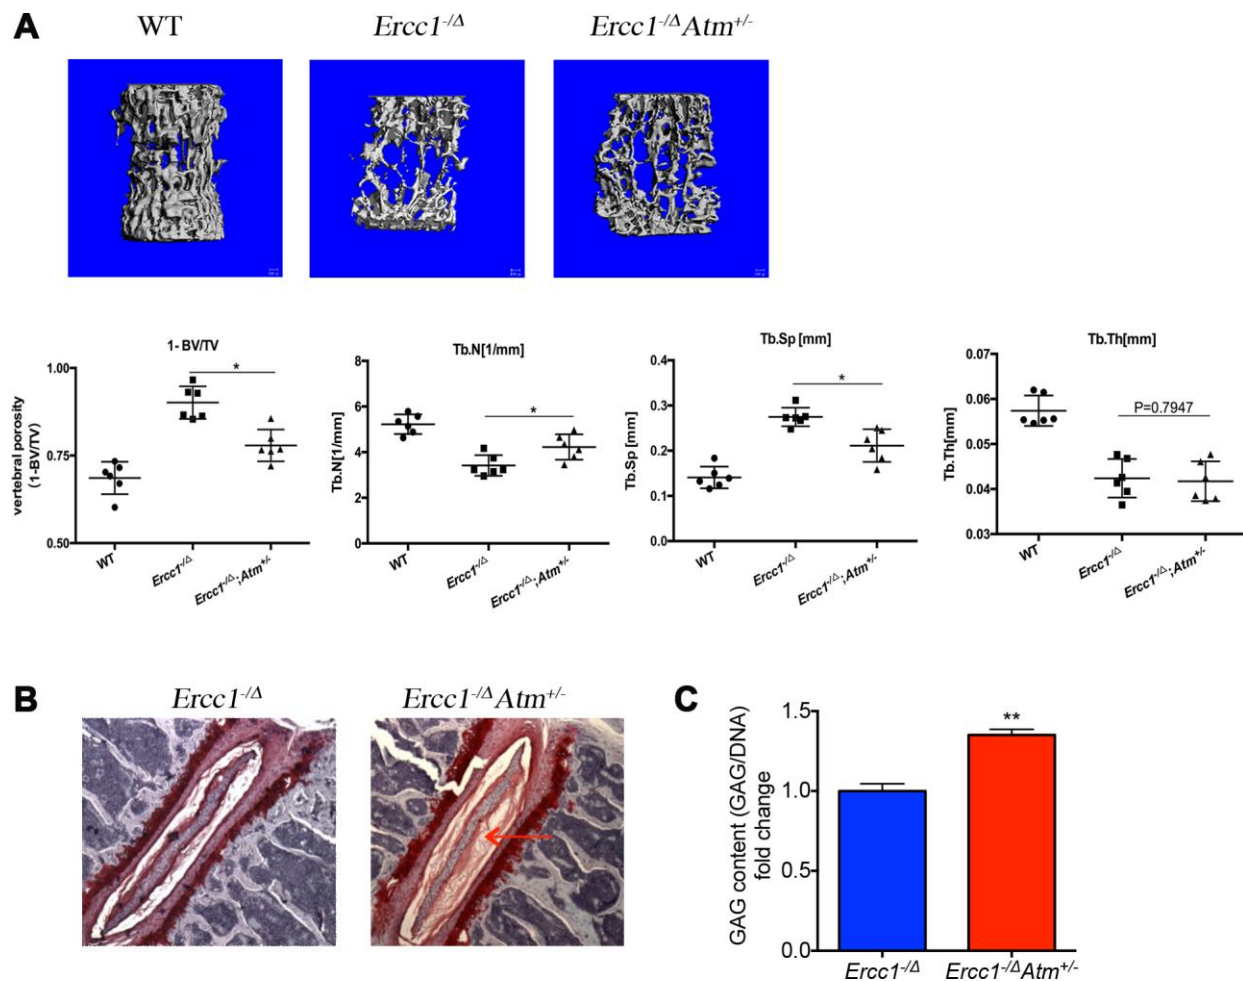 A
WT
Ercc1-/Δ
Ercc1-/ΔAtm+/-
1- BV/TV
vertebral porosity
(1-BV/TV)
1.00
0.75
0.50
*
WT
Ercc1-/Δ
Ercc1-/Δ;Atm+/-
Tb.N[1/mm]
Tb.N[1/mm]
8
6
4
2
0
*
WT
Ercc1-/Δ
Ercc1-/Δ;Atm+/-
Tb.Sp[mm]
Tb.Sp [mm]
0.4
0.3
0.2
0.1
0.0
*
WT
Ercc1-/Δ
Ercc1-/Δ;Atm+/-
Tb.Th[mm]
Tb.Th[mm]
0.07
0.06
0.05
0.04
0.03
P=0.7947
WT
Ercc1-/Δ
Ercc1-/Δ;Atm+/-
B
Ercc1-/Δ
Ercc1-/ΔAtm+/-
C
GAG content (GAG/DNA)
fold change
1.5
1.0
0.5
0.0
**
Ercc1-/Δ
Ercc1-/ΔAtm+/-